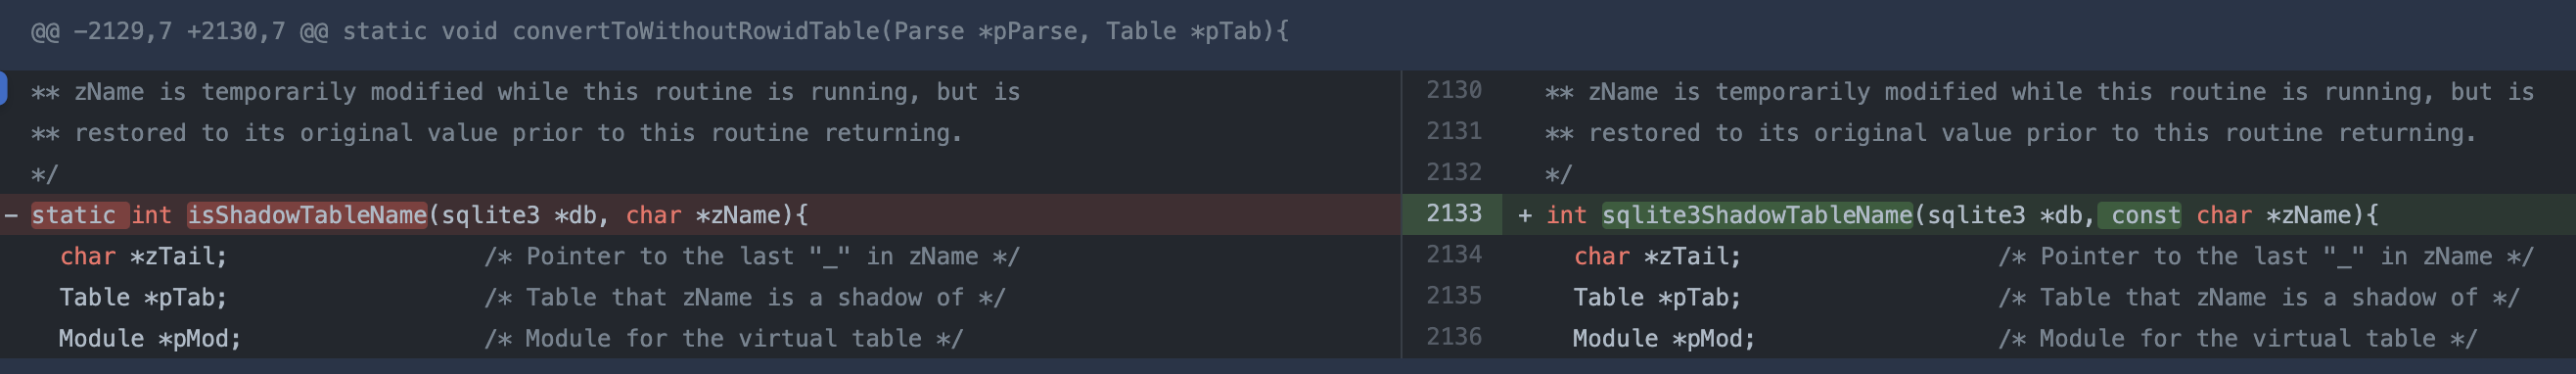 @@ -2129,7 +2130,7 @@ static void convertToWithoutRowidTable(Parse *pParse, Table *pTab){
** zName is temporarily modified while this routine is running, but is
** restored to its original value prior to this routine returning.
*/
- static int isShadowTableName(sqlite3 *db, char *zName){
char *zTail;                  /* Pointer to the last "_" in zName */
Table *pTab;                  /* Table that zName is a shadow of */
Module *pMod;                 /* Module for the virtual table */
2130 ** zName is temporarily modified while this routine is running, but is
2131 ** restored to its original value prior to this routine returning.
2132 */
2133 + int sqlite3ShadowTableName(sqlite3 *db, const char *zName){
2134 char *zTail;                  /* Pointer to the last "_" in zName */
2135 Table *pTab;                  /* Table that zName is a shadow of */
2136 Module *pMod;                 /* Module for the virtual table */